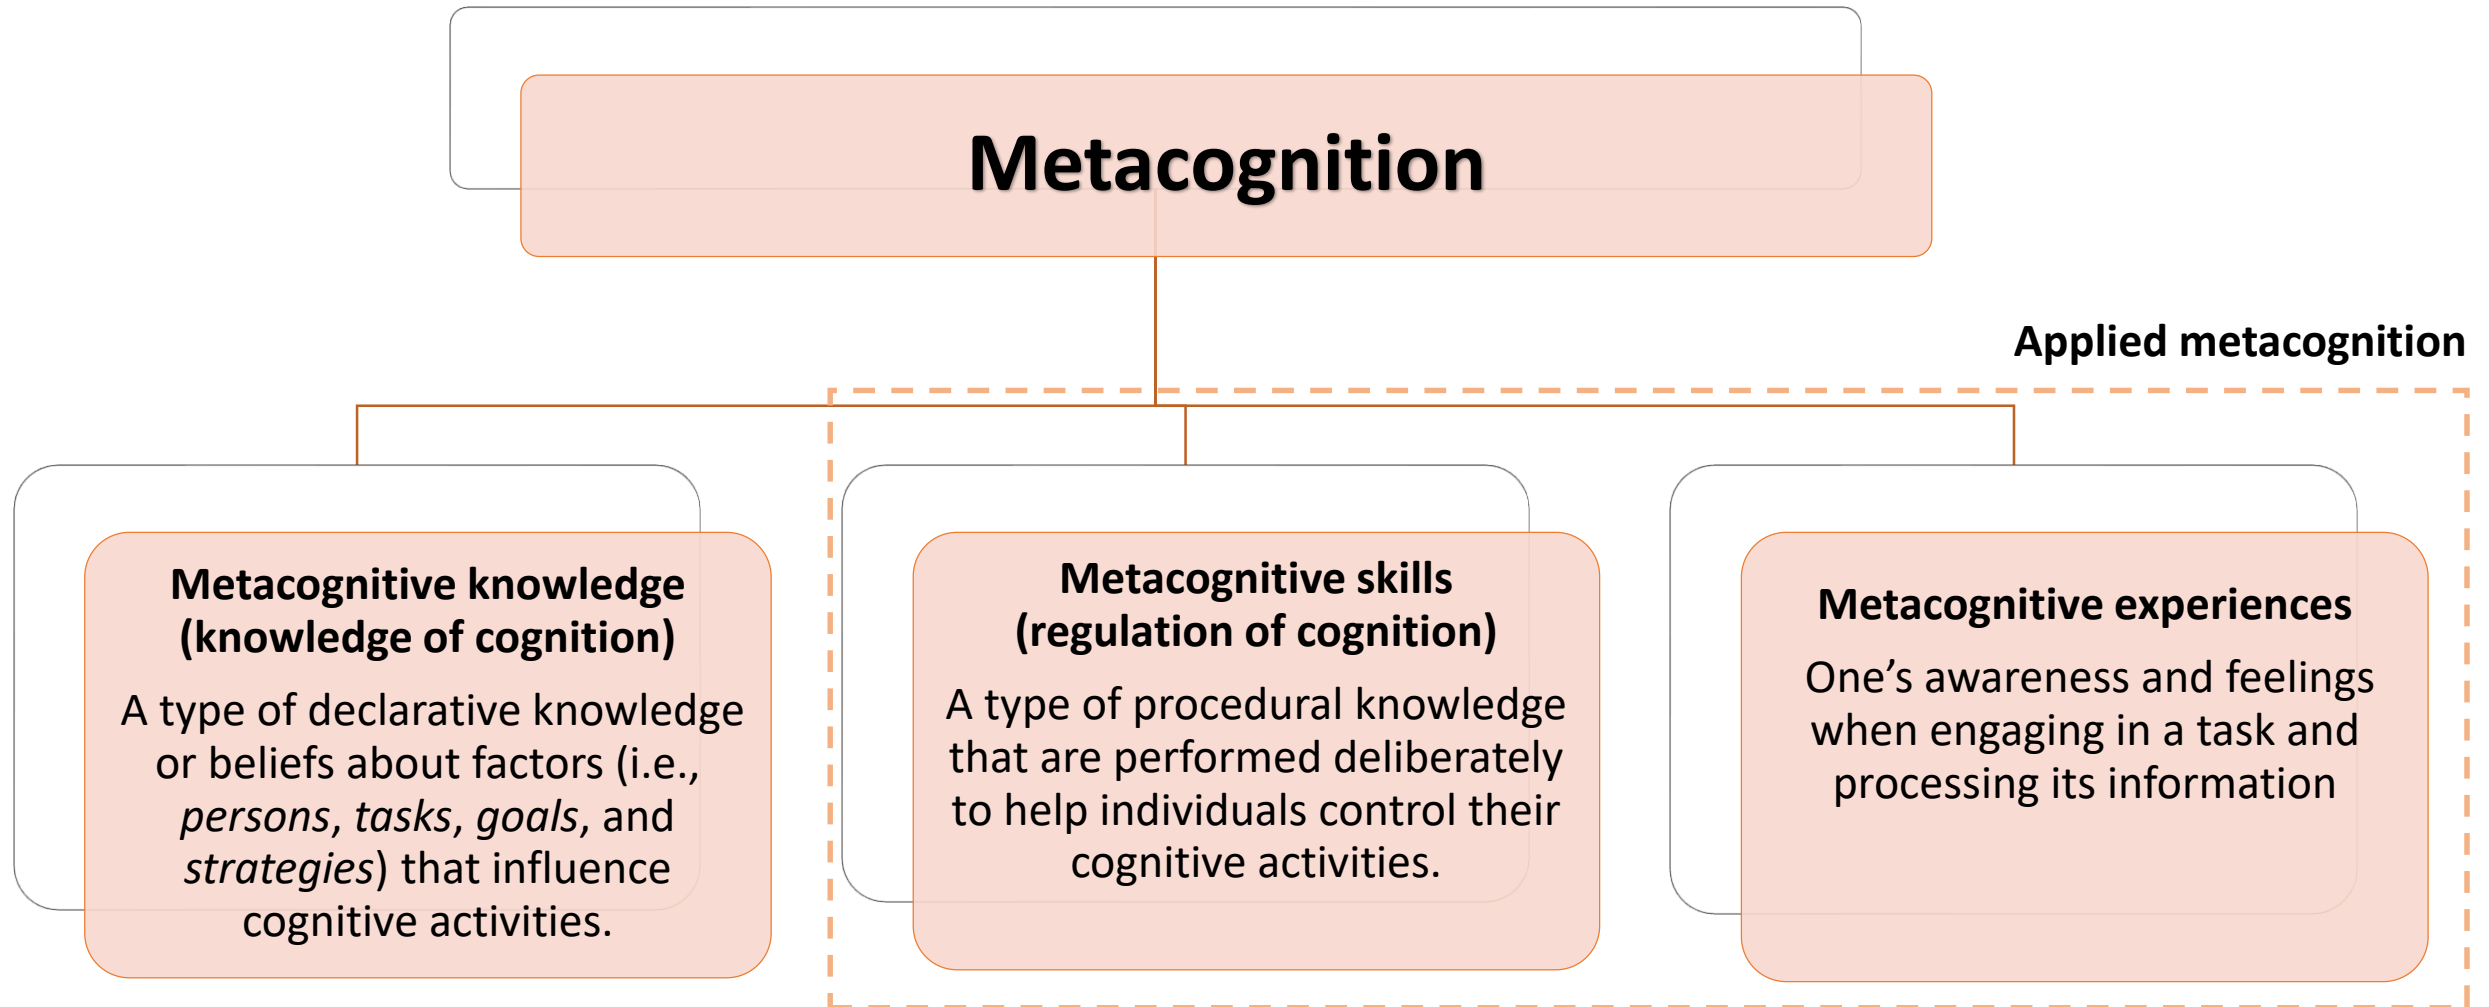 Metacognition
Applied metacognition
Metacognitive knowledge
(knowledge of cognition)
A type of declarative knowledge
or beliefs about factors (i.e.,
persons, tasks, goals, and
strategies) that influence
cognitive activities.
Metacognitive skills
(regulation of cognition)
A type of procedural knowledge
that are performed deliberately
to help individuals control their
cognitive activities.
Metacognitive experiences
One’s awareness and feelings
when engaging in a task and
processing its information